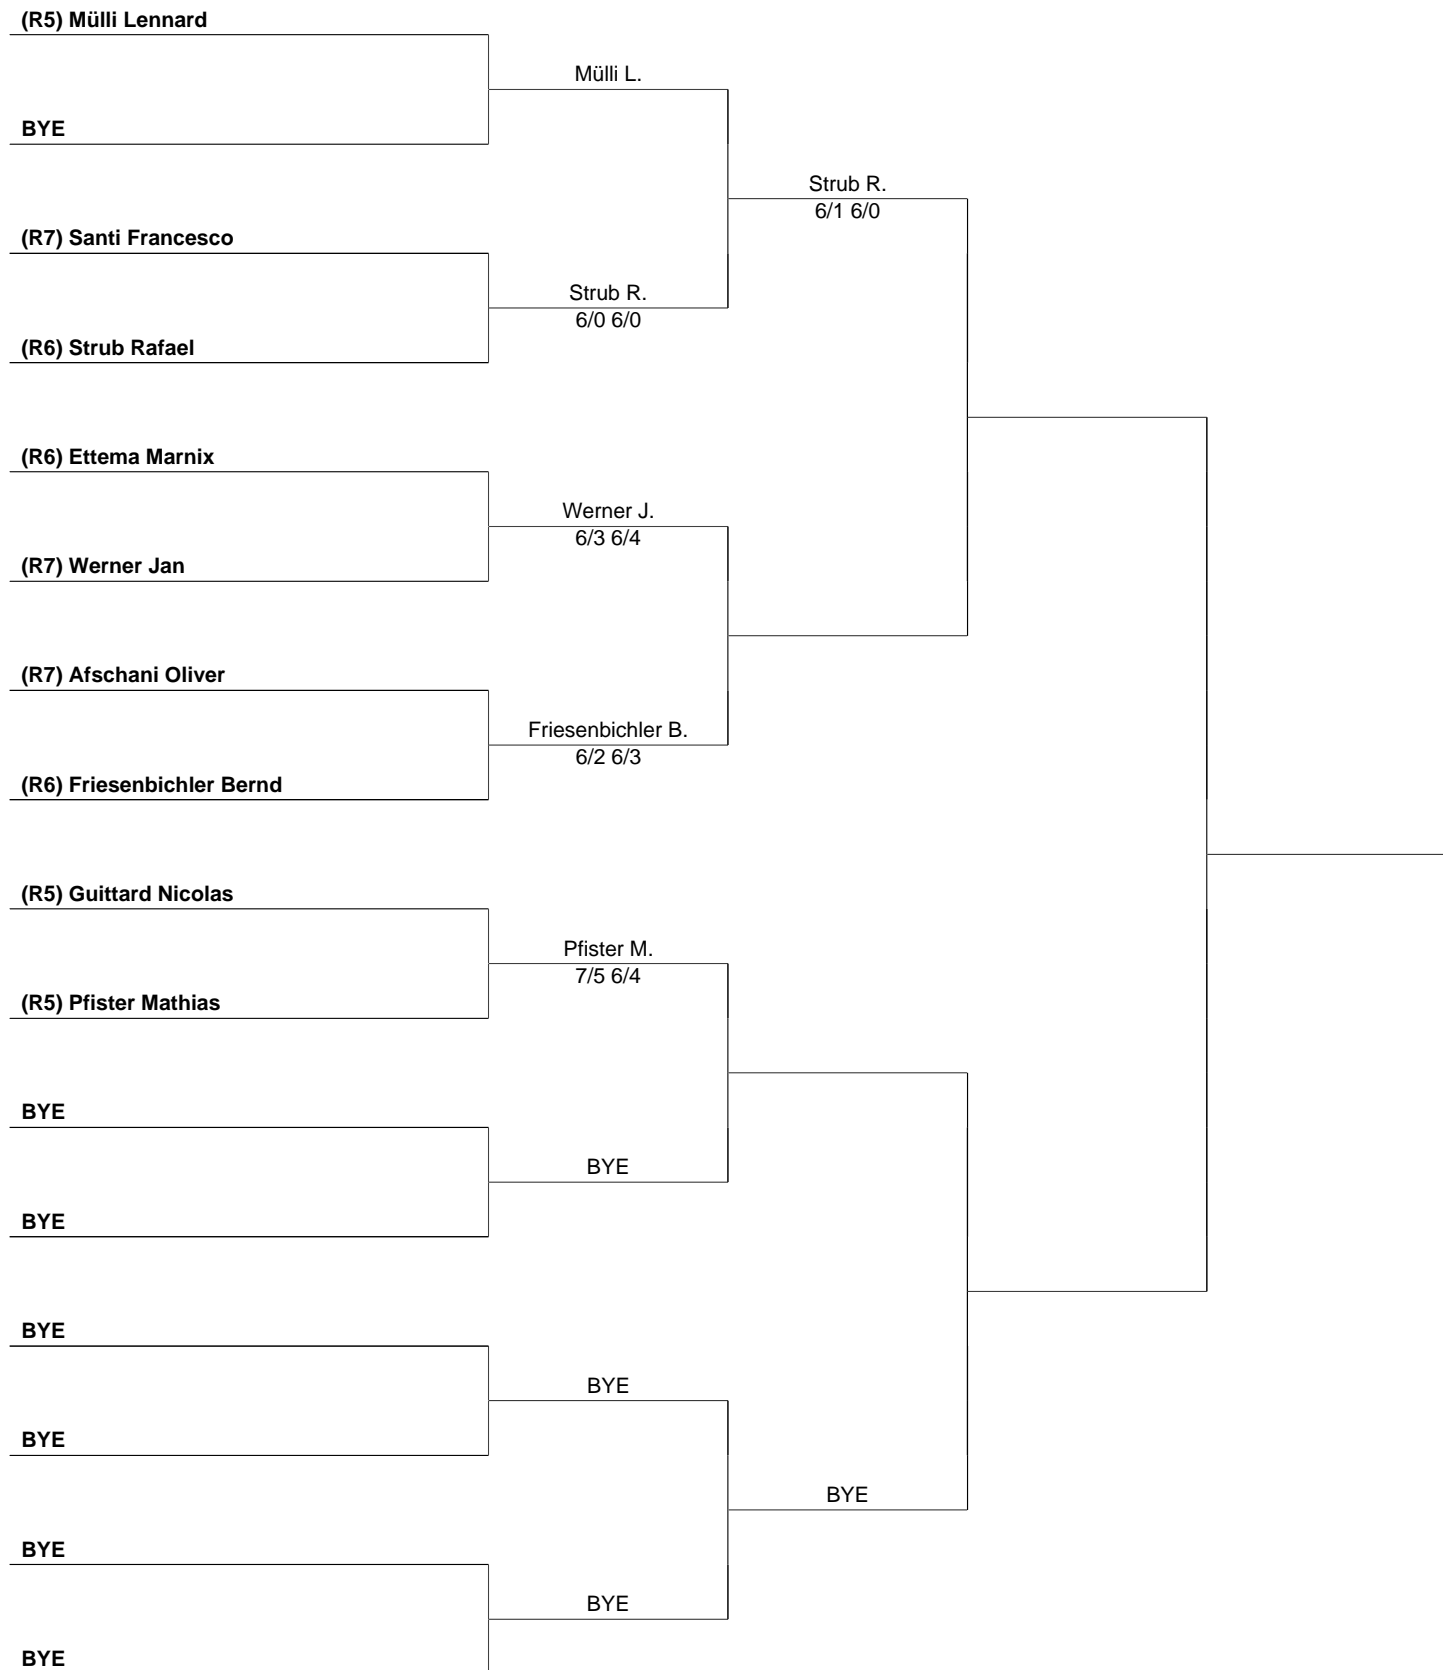 (R5) Mülli Lennard
Mülli L.
BYE
Strub R.
6/1 6/0
(R7) Santi Francesco
Strub R.
6/0 6/0
(R6) Strub Rafael
(R6) Ettema Marnix
Werner J.
6/3 6/4
(R7) Werner Jan
(R7) Afschani Oliver
Friesenbichler B.
6/2 6/3
(R6) Friesenbichler Bernd
(R5) Guittard Nicolas
Pfister M.
7/5 6/4
(R5) Pfister Mathias
BYE
BYE
BYE
BYE
BYE
BYE
BYE
BYE
BYE
BYE